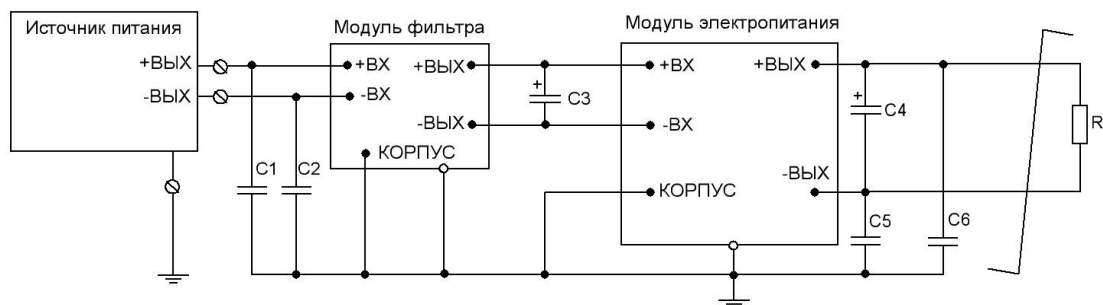 Источник питания
+ВЫХ
-ВЫХ
Модуль фильтра
+ВХ
-ВХ
+ВЫХ
-ВЫХ
КОРПУС
C1
C2
+
C3
Модуль электропитания
+ВХ
-ВХ
КОРПУС
+ВЫХ
-ВЫХ
+
C4
C5
C6
R